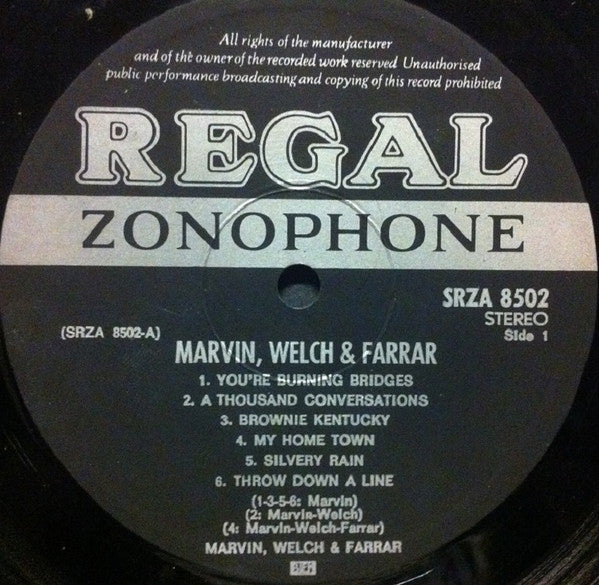 All rights of the manufacturer
and of the owner of the recorded work reserved Unauthorised
public performance broadcasting and copying of this record prohibited
REGAL
ZONOPHONE
SRZA 8502
STEREO
Side 1
(SRZA 8502-A)
MARVIN, WELCH & FARRAR
1. YOU'RE BURNING BRIDGES
2. A THOUSAND CONVERSATIONS
3. BROWNIE KENTUCKY
4. MY HOME TOWN
5. SILVERY RAIN
6. THROW DOWN A LINE
(1-3-5-6: Marvin)
(2: Marvin-Welch)
(4: Marvin-Welch-Farrar)
MARVIN, WELCH & FARRAR